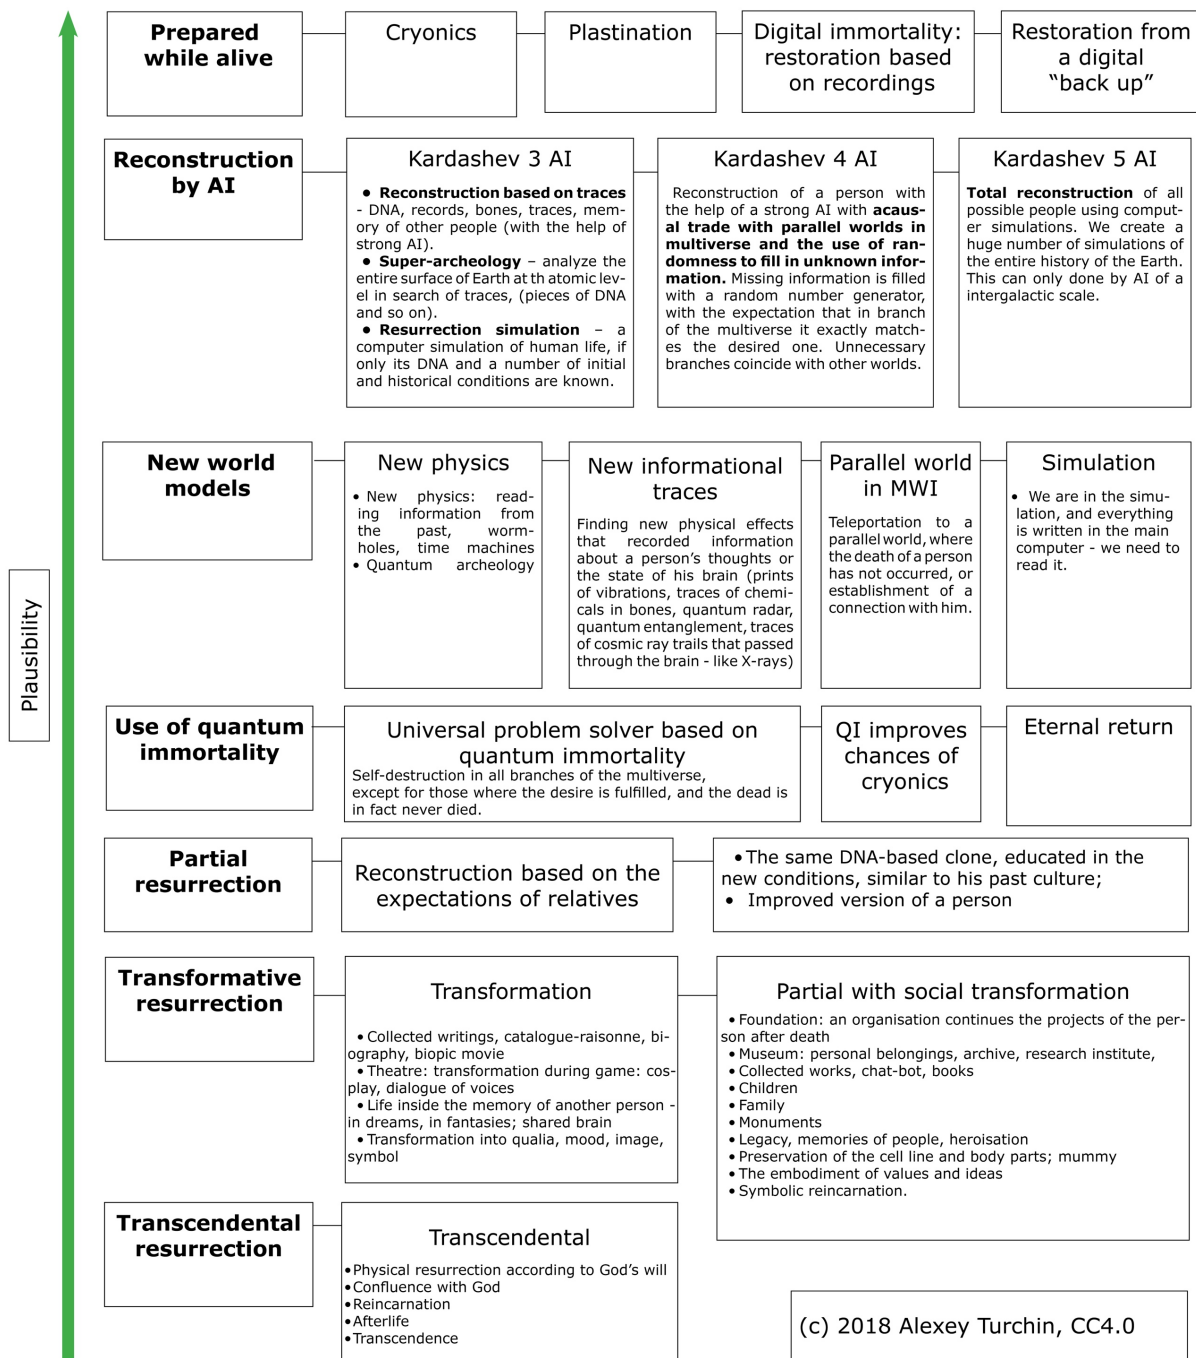 Prepared
while alive
Cryonics
Plastination
Digital immortality:
restoration based
on recordings
Restoration from
a digital
“back up”
Reconstruction
by AI
Kardashev 3 AI
• Reconstruction based on traces
- DNA, records, bones, traces, mem-
ory of other people (with the help of
strong AI).
• Super-archeology – analyze the
entire surface of Earth at th atomic lev-
el in search of traces, (pieces of DNA
and so on).
• Resurrection simulation – a
computer simulation of human life, if
only its DNA and a number of initial
and historical conditions are known.
Kardashev 4 AI
Reconstruction of a person with
the help of a strong AI with acaus-
al trade with parallel worlds in
multiverse and the use of ran-
domness to fill in unknown infor-
mation. Missing information is filled
with a random number generator,
with the expectation that in branch
of the multiverse it exactly match-
es the desired one. Unnecessary
branches coincide with other worlds.
Kardashev 5 AI
Total reconstruction of all
possible people using comput-
er simulations. We create a
huge number of simulations of
the entire history of the Earth.
This can only done by AI of a
intergalactic scale.
New world
models
New physics
• New physics: read-
ing information from
the past, worm-
holes, time machines
• Quantum archeology
New informational
traces
Finding new physical effects
that recorded information
about a person’s thoughts or
the state of his brain (prints
of vibrations, traces of chemi-
cals in bones, quantum radar,
quantum entanglement, traces
of cosmic ray trails that passed
through the brain - like X-rays)
Parallel world
in MWI
Teleportation to a
parallel world, where
the death of a person
has not occurred, or
establishment of a
connection with him.
Simulation
• We are in the simu-
lation, and everything
is written in the main
computer - we need to
read it.
Plausibility
Use of quantum
immortality
Universal problem solver based on
quantum immortality
Self-destruction in all branches of the multiverse,
except for those where the desire is fulfilled, and the dead is
in fact never died.
QI improves
chances of
cryonics
Eternal return
Partial
resurrection
Reconstruction based on the
expectations of relatives
• The same DNA-based clone, educated in the
new conditions, similar to his past culture;
• Improved version of a person
Transformative
resurrection
Transformation
• Collected writings, catalogue-raisonne, bi-
ography, biopic movie
• Theatre: transformation during game: cos-
play, dialogue of voices
• Life inside the memory of another person -
in dreams, in fantasies; shared brain
• Transformation into qualia, mood, image,
symbol
Partial with social transformation
• Foundation: an organisation continues the projects of the per-
son after death
• Museum: personal belongings, archive, research institute,
• Collected works, chat-bot, books
• Children
• Family
• Monuments
• Legacy, memories of people, heroisation
• Preservation of the cell line and body parts; mummy
• The embodiment of values and ideas
• Symbolic reincarnation.
Transcendental
resurrection
Transcendental
• Physical resurrection according to God’s will
• Confluence with God
• Reincarnation
• Afterlife
• Transcendence
(c) 2018 Alexey Turchin, CC4.0